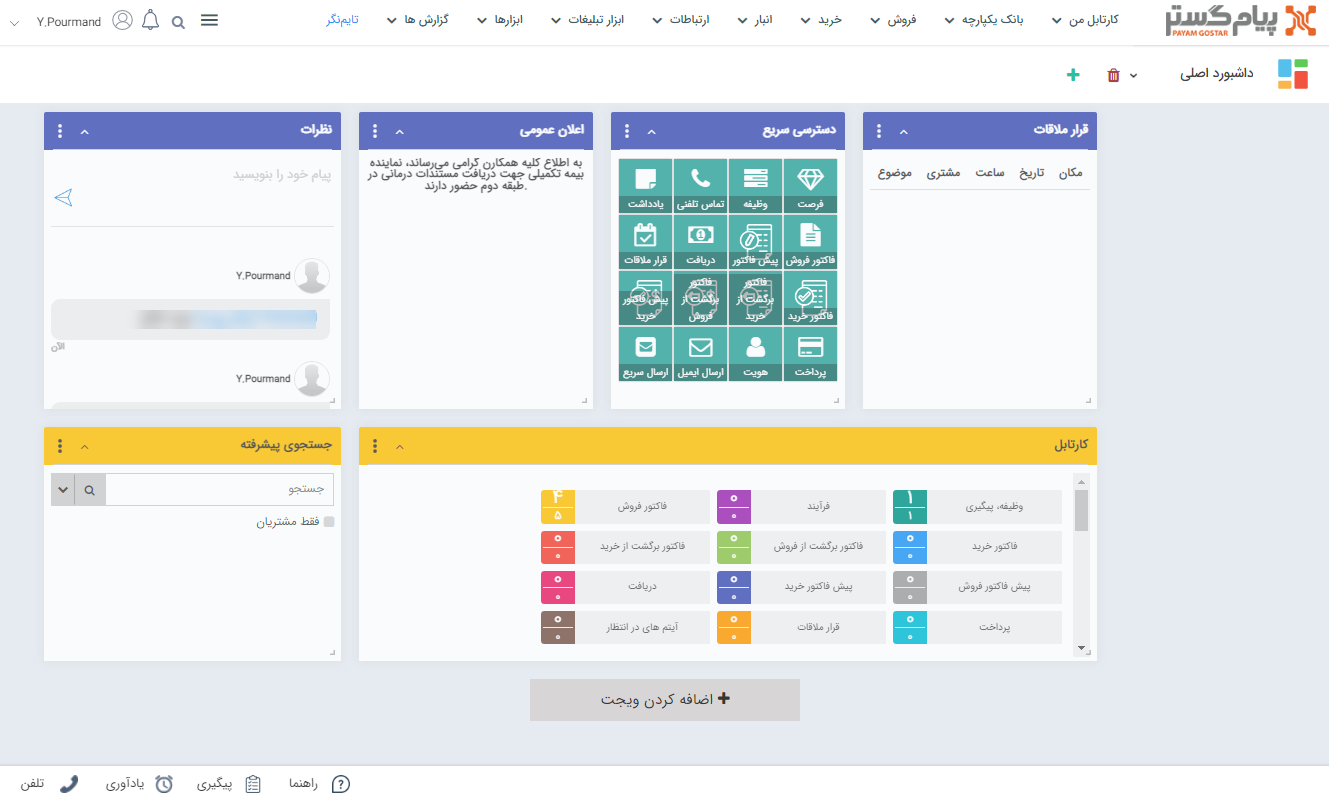 پیام گستر
PAYAM GOSTAR
کارتابل من
بانک یکپارچه
فروش
خرید
انبار
ارتباطات
ابزار تبلیغات
ابزارها
گزارش ها
تایم‌نگر
Y.Pourmand
داشبورد اصلی
قرار ملاقات
مکان تاریخ ساعت مشتری موضوع
دسترسی سریع
فرصت
وظیفه
تماس تلفنی
یادداشت
فاکتور فروش
پیش فاکتور
دریافت
قرار ملاقات
فاکتور خرید
فاکتور
برگشت از
خرید
فاکتور
برگشت از
فروش
پیش فاکتور
خرید
پرداخت
هویت
ارسال ایمیل
ارسال سریع
اعلان عمومی
به اطلاع کلیه همکارن گرامی می‌رساند، نماینده
بیمه تکمیلی جهت دریافت مستندات درمانی در
طبقه دوم حضور دارند.
نظرات
پیام خود را بنویسید
Y.Pourmand
الآن
Y.Pourmand
کارتابل
وظیفه، پیگیری
۱
۱
فرآیند
۰
۰
فاکتور فروش
۴
۵
فاکتور خرید
۰
۰
فاکتور برگشت از فروش
۰
۰
فاکتور برگشت از خرید
۰
۰
پیش فاکتور فروش
۰
۰
پیش فاکتور خرید
۰
۰
دریافت
۰
۰
پرداخت
۰
۰
قرار ملاقات
۰
۰
آیتم های در انتظار
۰
۰
جستجوی پیشرفته
جستجو
فقط مشتریان
اضافه کردن ویجت
راهنما
پیگیری
یادآوری
تلفن